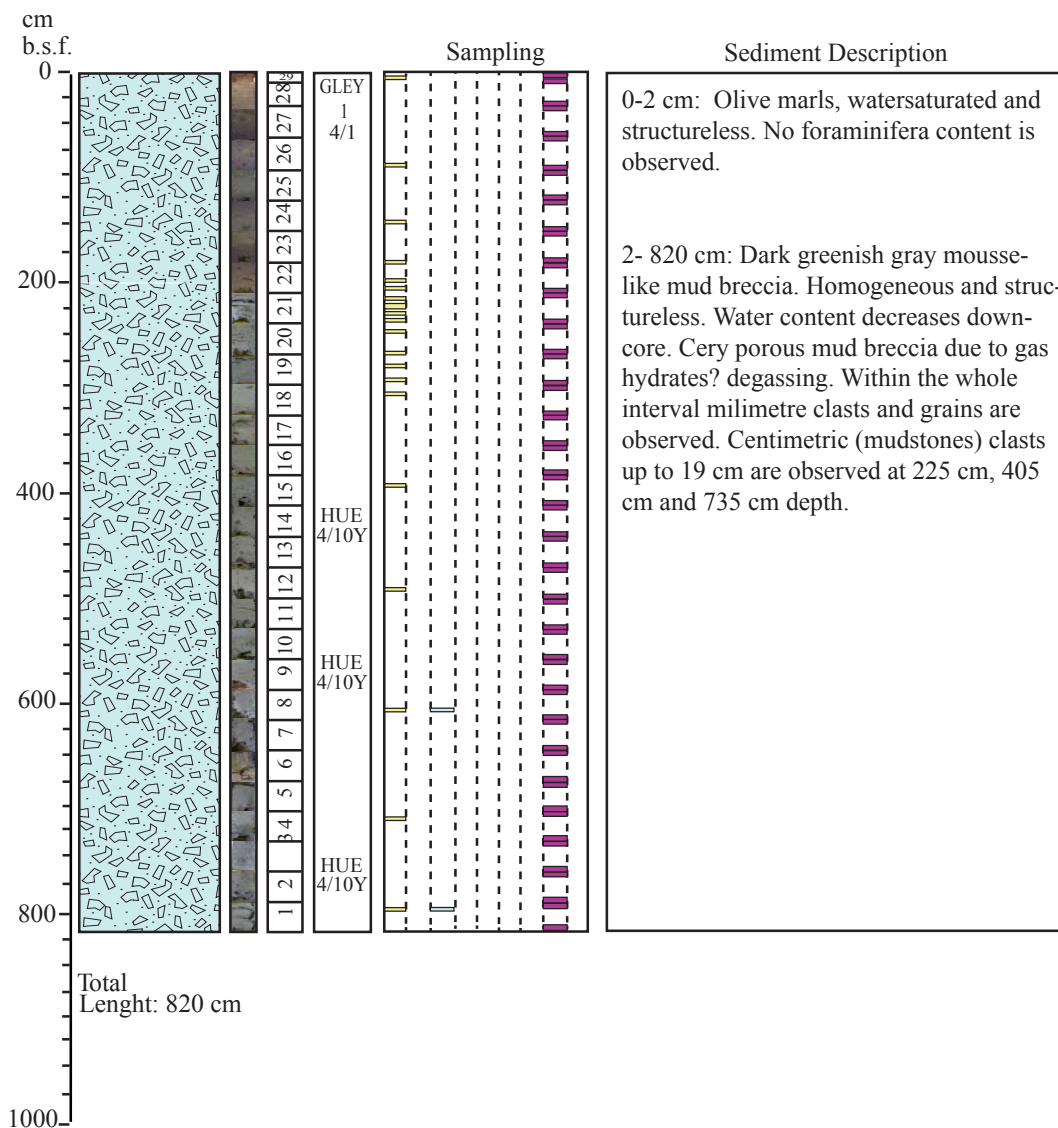 cm
b.s.f.
Sampling
Sediment Description
0
200
400
600
800
1000
29
28
27
26
25
24
23
22
21
20
19
18
17
16
15
14
13
12
11
10
9
8
7
6
5
4
3
2
1
GLEY
1
4/1
HUE
4/10Y
HUE
4/10Y
HUE
4/10Y
0-2 cm: Olive marls, watersaturated and
structureless. No foraminifera content is
observed.
2- 820 cm: Dark greenish gray mousse-
like mud breccia. Homogeneous and struc-
tureless. Water content decreases down-
core. Cery porous mud breccia due to gas
hydrates? degassing. Within the whole
interval milimetre clasts and grains are
observed. Centimetric (mudstones) clasts
up to 19 cm are observed at 225 cm, 405
cm and 735 cm depth.
Total
Lenght: 820 cm